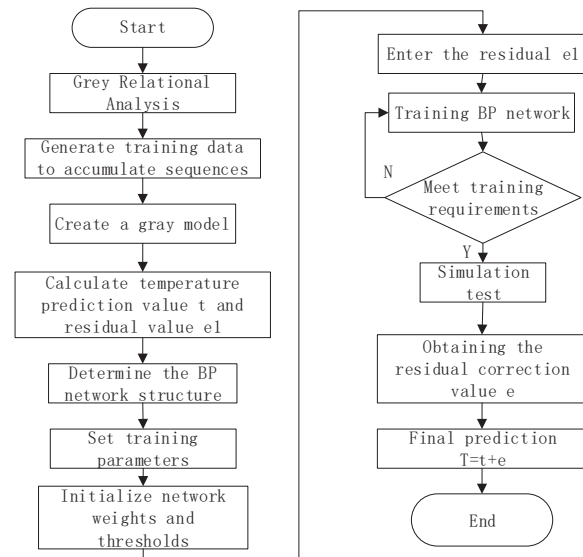 Start
Grey Relational
Analysis
Generate training data
to accumulate sequences
Create a gray model
Calculate temperature
prediction value t and
residual value e1
Determine the BP
network structure
Set training
parameters
Initialize network
weights and
thresholds
Enter the residual e1
Training BP network
N
Meet training
requirements
Y
Simulation
test
Obtaining the
residual correction
value e
Final prediction
T=t+e
End